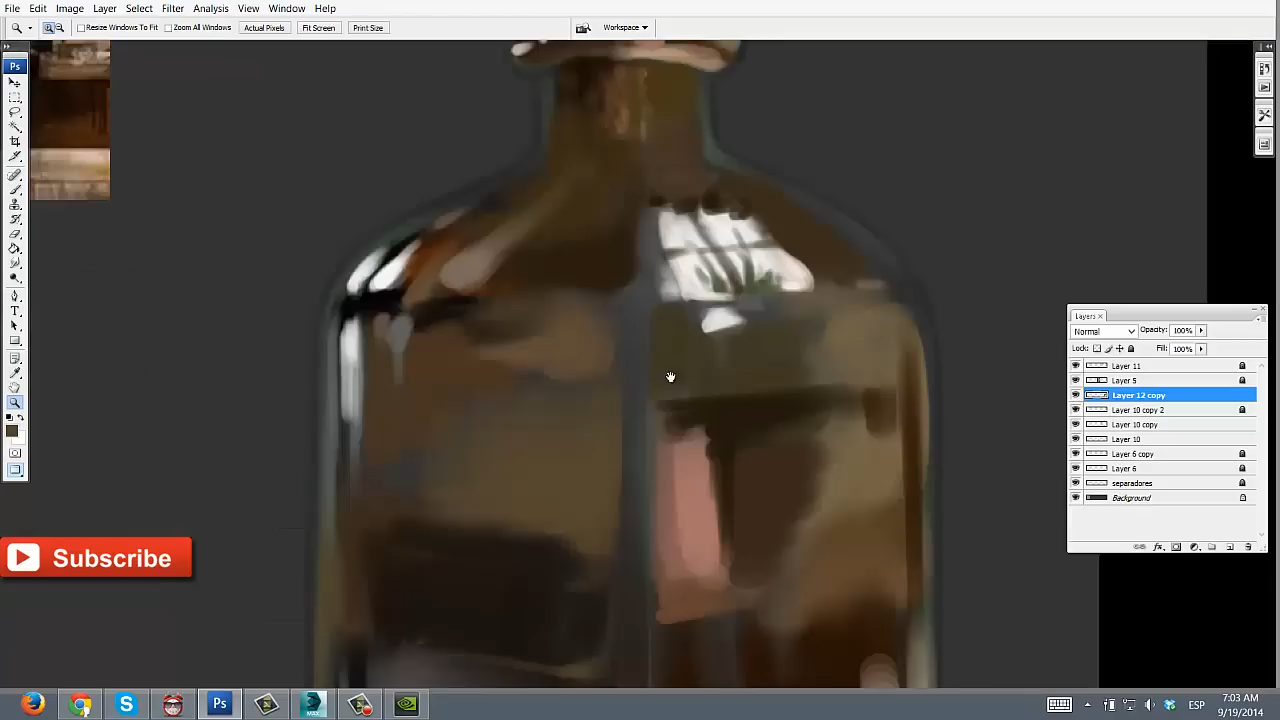 File Edit Image Layer Select Filter Analysis View Window Help
Resize Windows To Fit Zoom All Windows Actual Pixels Fit Screen Print Size Workspace
Ps
Layers
Normal Opacity: 100%
Lock: Fill: 100%
Layer 11
Layer 5
Layer 12 copy
Layer 10 copy 2
Layer 10 copy
Layer 10
Layer 6 copy
Layer 6
separadores
Background
Subscribe
Ps
MAX
ESP
7:03 AM
9/19/2014